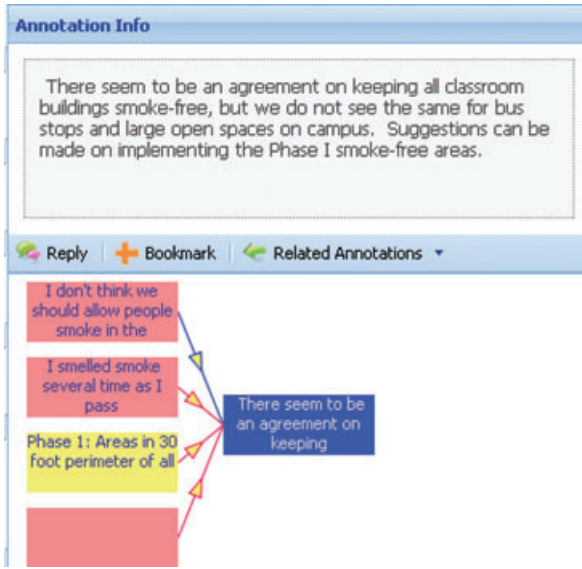 Annotation Info
There seem to be an agreement on keeping all classroom
buildings smoke-free, but we do not see the same for bus
stops and large open spaces on campus.  Suggestions can be
made on implementing the Phase I smoke-free areas.
Reply
Bookmark
Related Annotations
I don't think we
should allow people
smoke in the
I smelled smoke
several time as I
pass
Phase 1: Areas in 30
foot perimeter of all
There seem to be
an agreement on
keeping